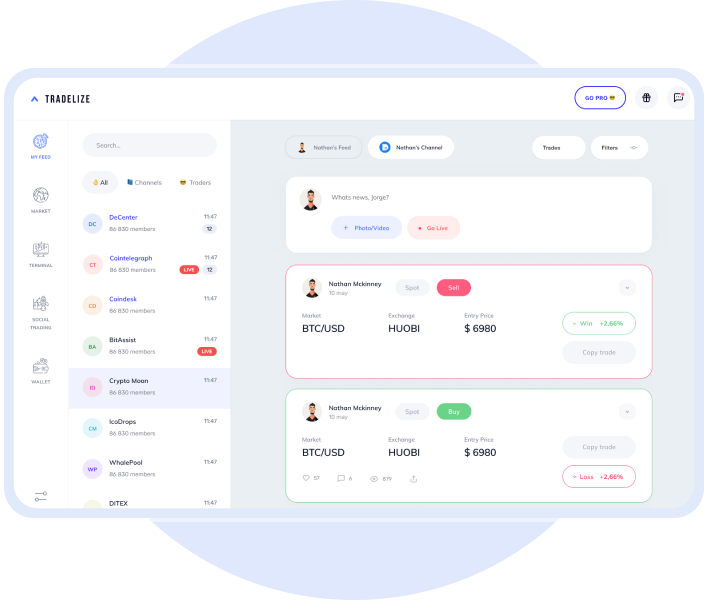 TRADELIZE
GO PRO
MY FEED
MARKET
TERMINAL
SOCIAL
TRADING
WALLET
Search...
All
Channels
Traders
DC
DeCenter
11:47
86 830 members
12
CT
Cointelegraph
11:47
86 830 members
LIVE
12
CD
Coindesk
11:47
86 830 members
BA
BitAssist
11:47
86 830 members
LIVE
ID
Crypto Moon
11:47
86 830 members
CM
IcoDrops
11:47
86 830 members
WP
WhalePool
11:47
86 830 members
DiTEX
11:47
Nathan's Feed
Nathan's Channel
Trades
Filters
Whats news, Jorge?
+ Photo/Video
Go Live
Nathan Mckinney
10 may
Spot
Sell
Market
Exchange
Entry Price
BTC/USD
HUOBI
$ 6980
Win +2,66%
Copy trade
Nathan Mckinney
10 may
Spot
Buy
Market
Exchange
Entry Price
BTC/USD
HUOBI
$ 6980
Copy trade
Loss +2,66%
57
6
819